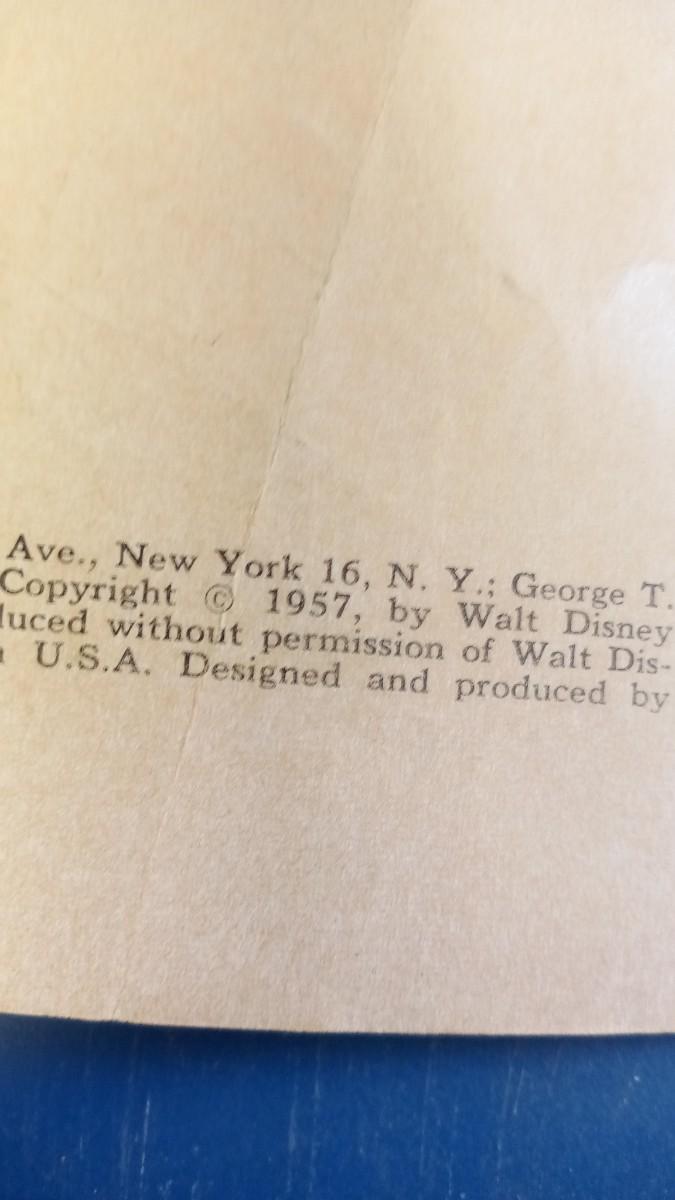 Ave., New York 16, N. Y.; George T.
Copyright © 1957, by Walt Disney
luced without permission of Walt Dis-
U.S.A. Designed and produced by